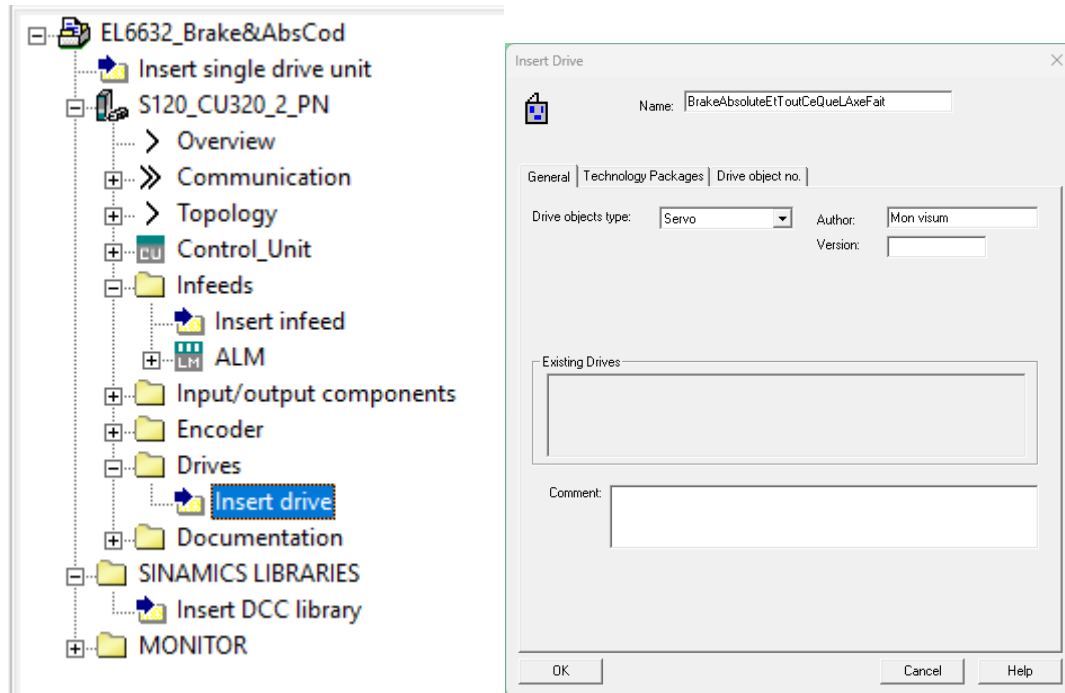 EL6632_Brake&AbsCod
Insert single drive unit
S120_CU320_2_PN
Overview
Communication
Topology
Control_Unit
Infeeds
Insert infeed
ALM
Input/output components
Encoder
Drives
Insert drive
Documentation
SINAMICS LIBRARIES
Insert DCC library
MONITOR
Insert Drive
Name: BrakeAbsoluteEtToutCeQueLAxeFait
General Technology Packages Drive object no.
Drive objects type: Servo Author: Mon visum
Version:
Existing Drives
Comment:
OK Cancel Help